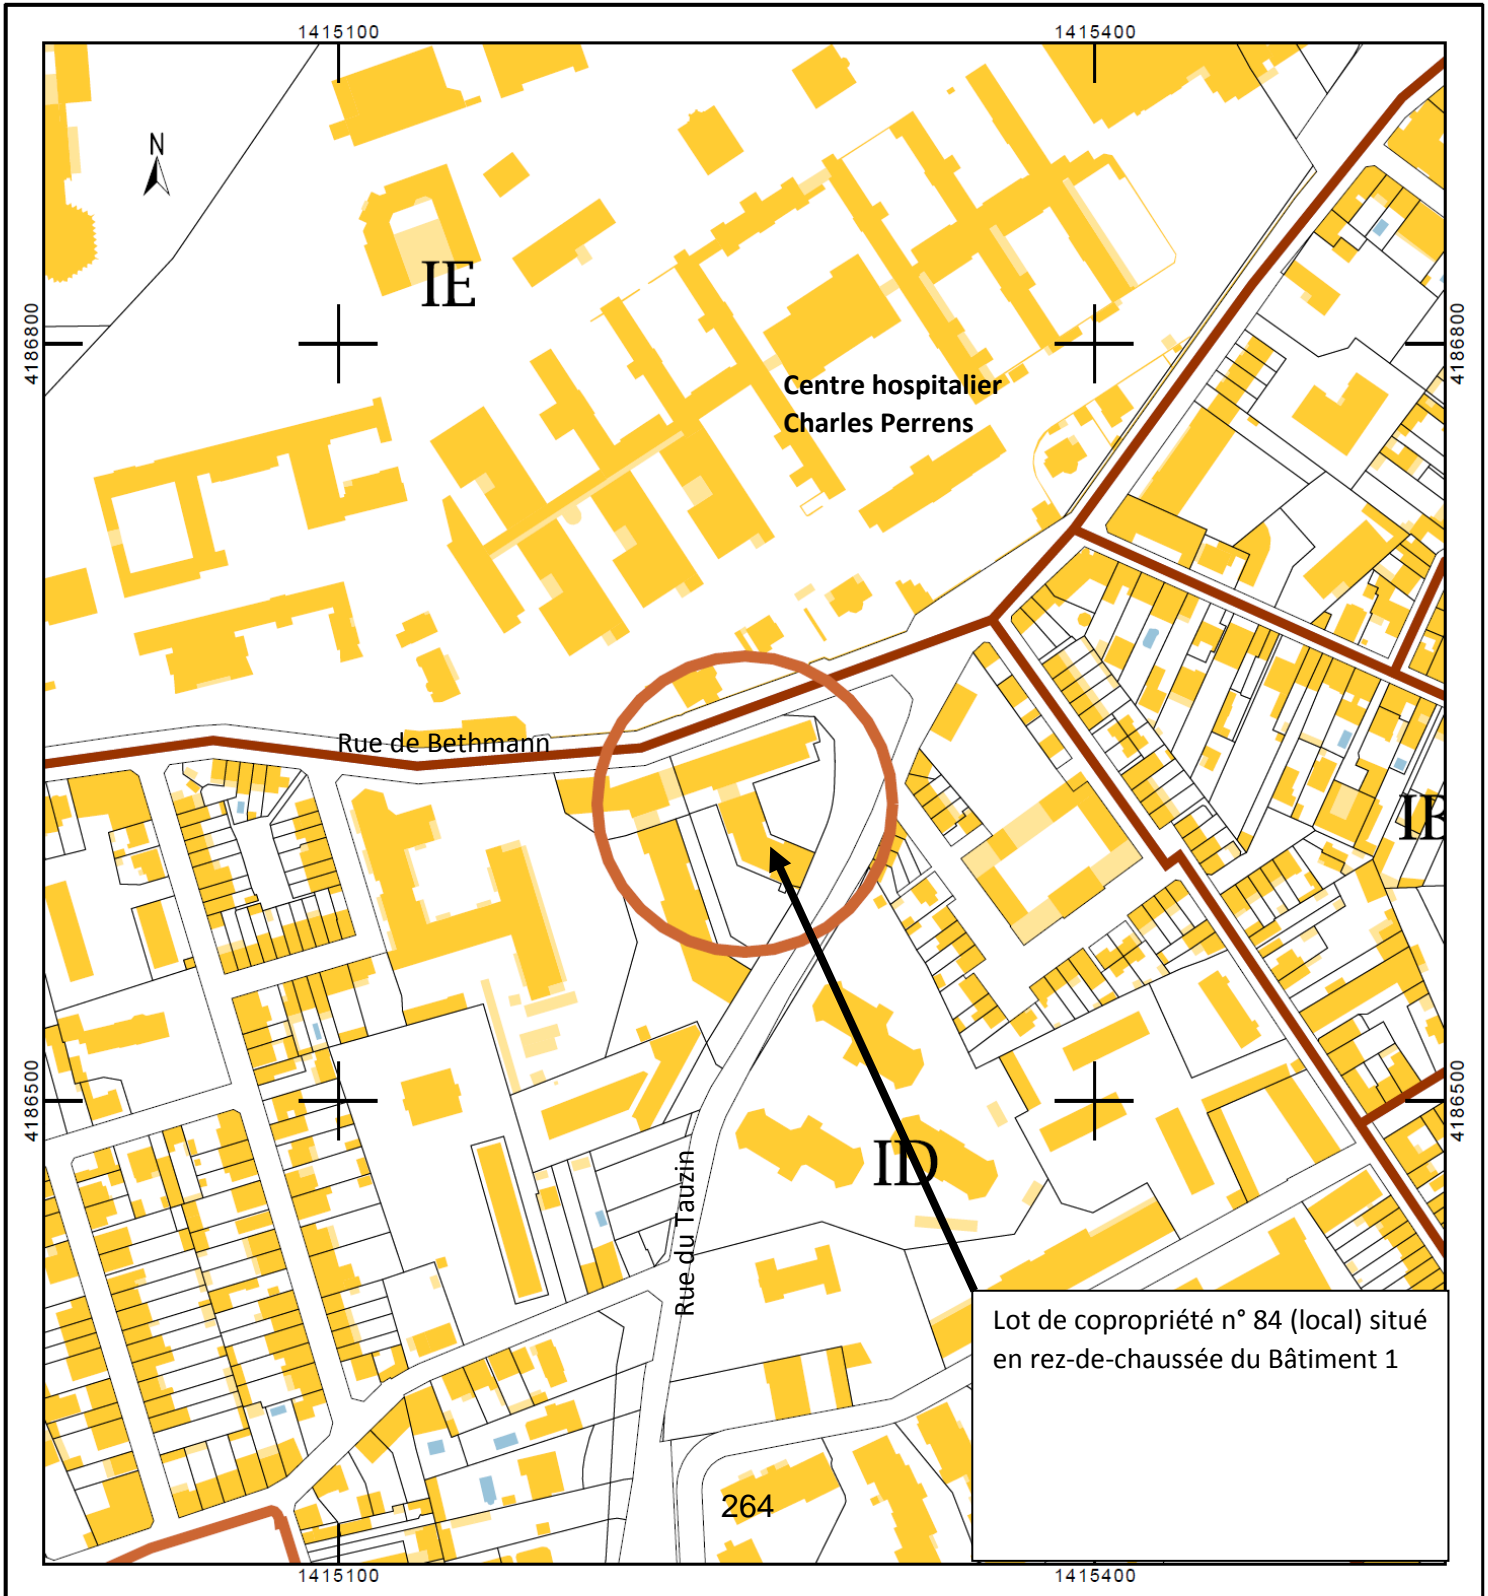 1415100
1415400
N
IE
4186800
4186800
Centre hospitalier
Charles Perrens
Rue de Bethmann
IB
4186500
4186500
ID
Rue du Tauzin
Lot de copropriété n° 84 (local) situé
en rez-de-chaussée du Bâtiment 1
264
1415100
1415400